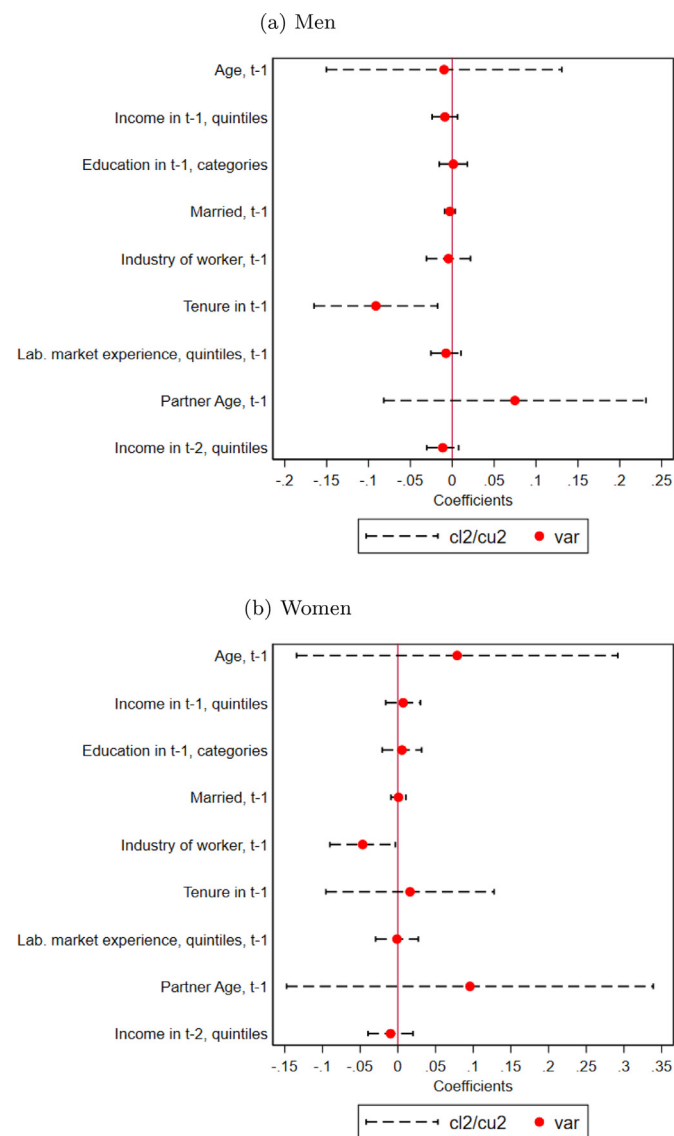 (a) Men
Age, t-1
Income in t-1, quintiles
Education in t-1, categories
Married, t-1
Industry of worker, t-1
Tenure in t-1
Lab. market experience, quintiles, t-1
Partner Age, t-1
Income in t-2, quintiles
-.2 -.15 -.1 -.05 0 .05 .1 .15 .2 .25
Coefficients
cl2/cu2 var
(b) Women
Age, t-1
Income in t-1, quintiles
Education in t-1, categories
Married, t-1
Industry of worker, t-1
Tenure in t-1
Lab. market experience, quintiles, t-1
Partner Age, t-1
Income in t-2, quintiles
-.15 -.1 -.05 0 .05 .1 .15 .2 .25 .3 .35
Coefficients
cl2/cu2 var